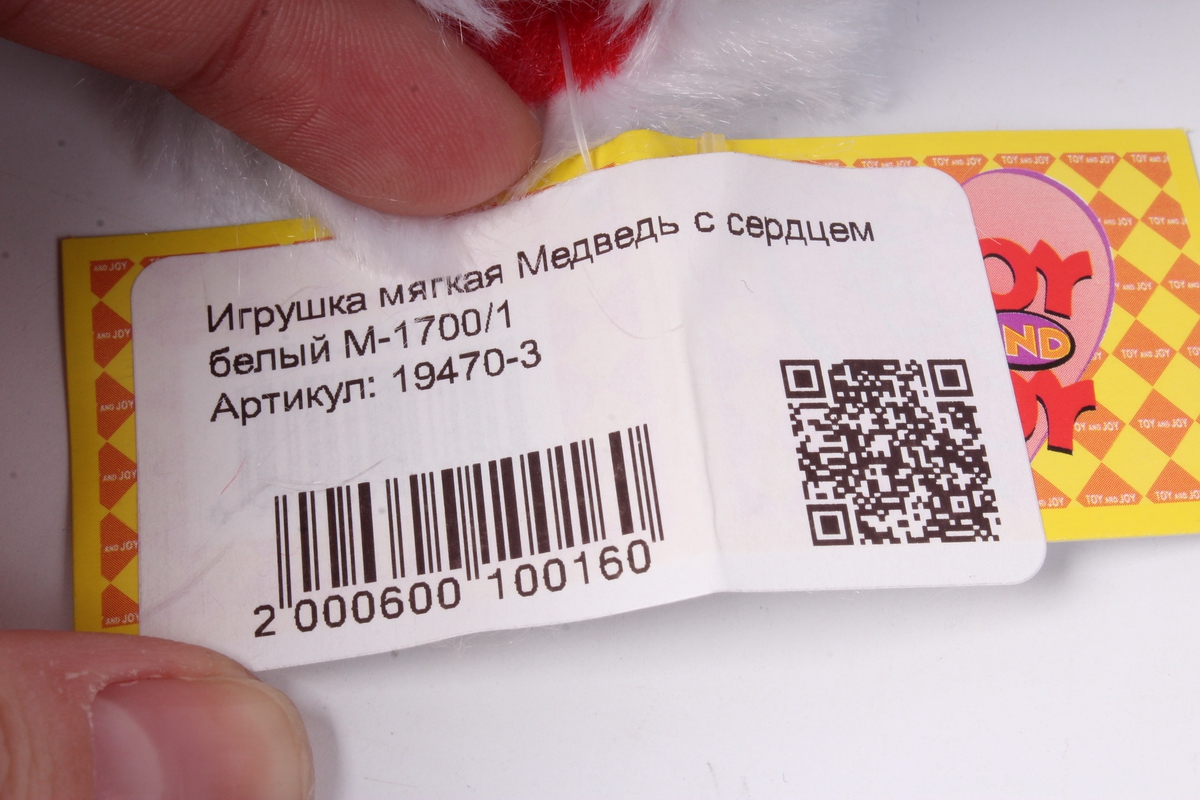 Игрушка мягкая Медведь с сердцем
белый М-1700/1
Артикул: 19470-3
2 000600 100160
TOY AND JOY